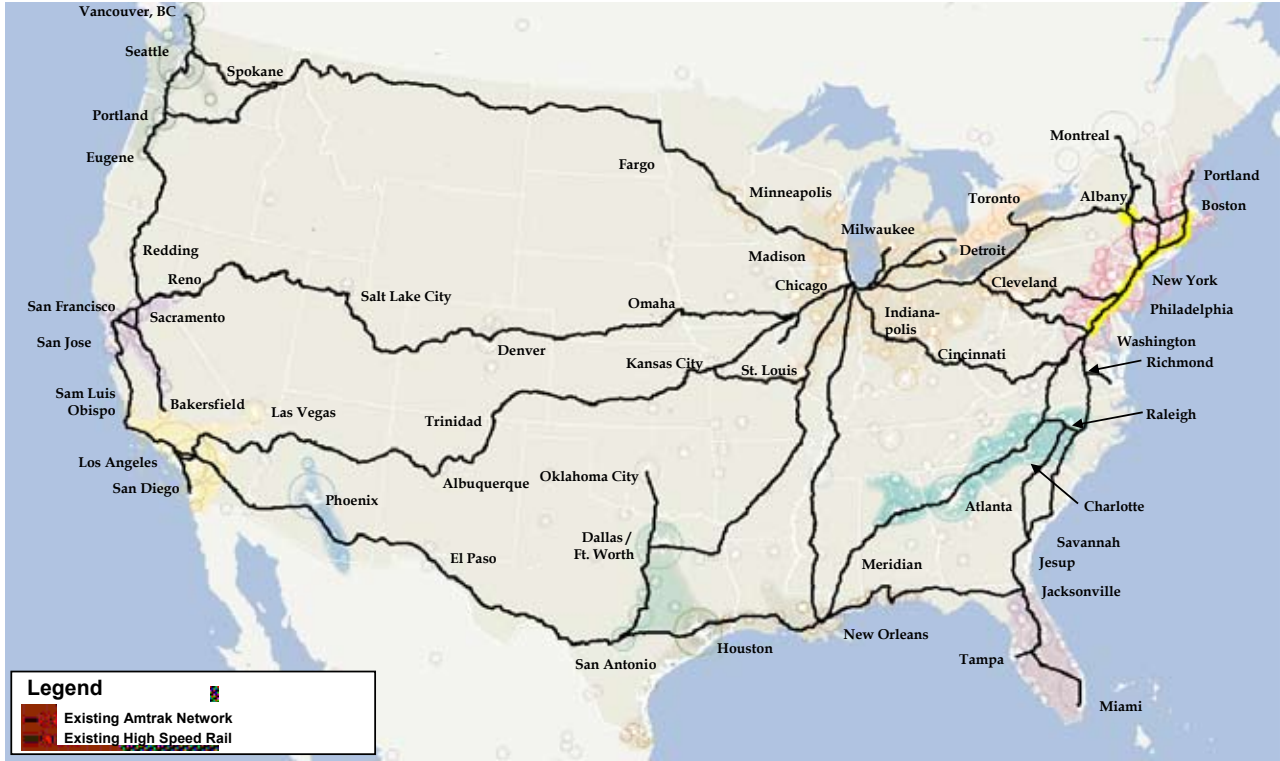 Vancouver, BC
Seattle
Spokane
Portland
Eugene
Fargo
Minneapolis
Montreal
Portland
Albany
Boston
Toronto
Milwaukee
Detroit
Madison
Redding
Reno
Chicago
Cleveland
New York
Salt Lake City
Omaha
San Francisco
Sacramento
Indiana-
polis
Philadelphia
San Jose
Denver
Cincinnati
Washington
Kansas City
St. Louis
Richmond
Sam Luis
Obispo
Bakersfield
Las Vegas
Trinidad
Raleigh
Los Angeles
San Diego
Albuquerque
Oklahoma City
Phoenix
Atlanta
Charlotte
Dallas /
Ft. Worth
El Paso
Savannah
Meridian
Jesup
Jacksonville
New Orleans
Houston
San Antonio
Tampa
Miami
Legend
Existing Amtrak Network
Existing High Speed Rail